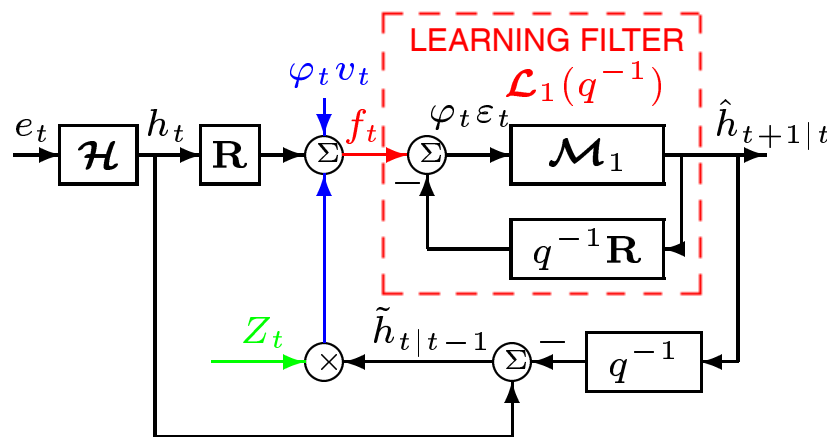 LEARNING FILTER
𝓛₁(q⁻¹)
φₜvₜ
eₜ
𝓗
hₜ
𝐑
Σ
fₜ
Σ
−
φₜεₜ
𝓜₁
ĥₜ₊₁|ₜ
q⁻¹𝐑
Zₜ
×
h̃ₜ|ₜ₋₁
Σ
−
q⁻¹